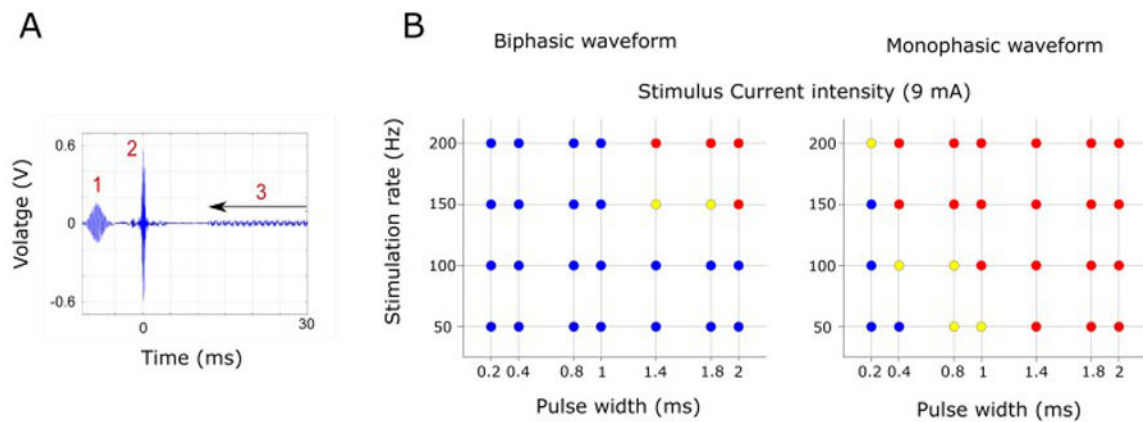 A
B
Biphasic waveform
Monophasic waveform
Stimulus Current intensity (9 mA)
0.6
0
-0.6
Volatge (V)
1
2
3
0
30
Time (ms)
200
150
100
50
Stimulation rate (Hz)
0.2 0.4 0.8 1 1.4 1.8 2
Pulse width (ms)
200
150
100
50
0.2 0.4 0.8 1 1.4 1.8 2
Pulse width (ms)